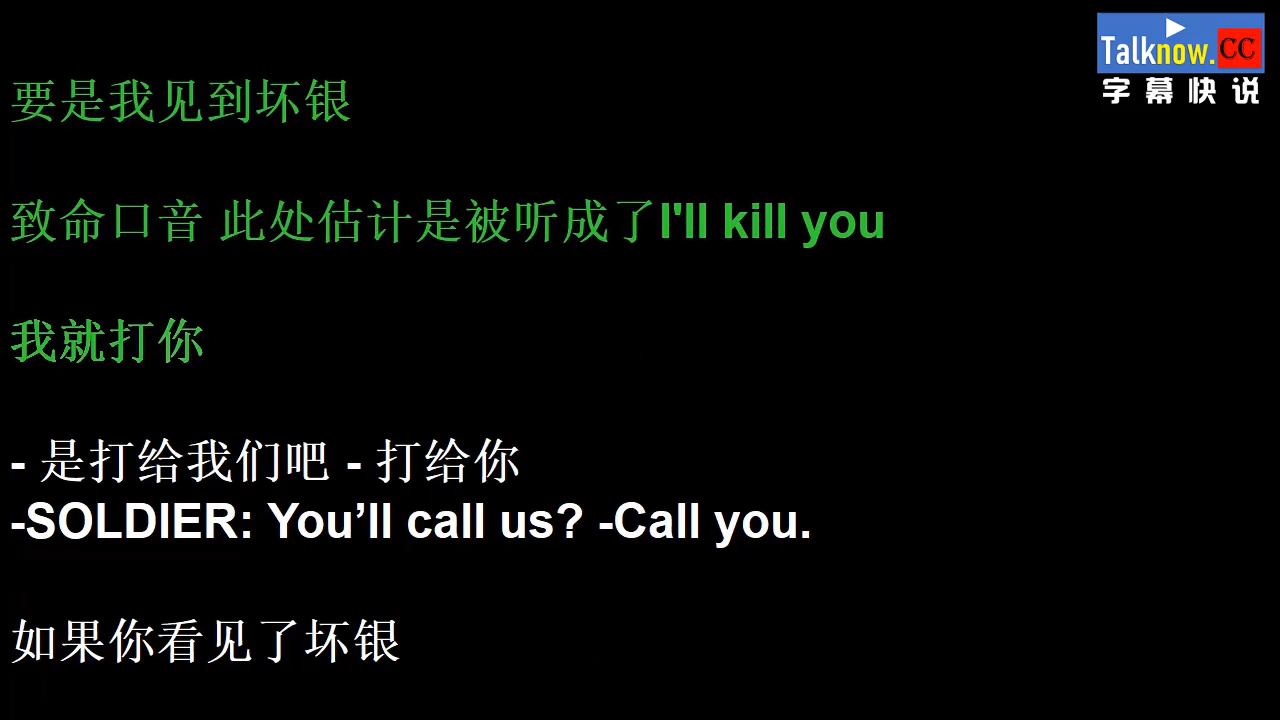 Talknow.CC
字幕快说
要是我见到坏银
致命口音 此处估计是被听成了I'll kill you
我就打你
- 是打给我们吧 - 打给你
-SOLDIER: You’ll call us? -Call you.
如果你看见了坏银